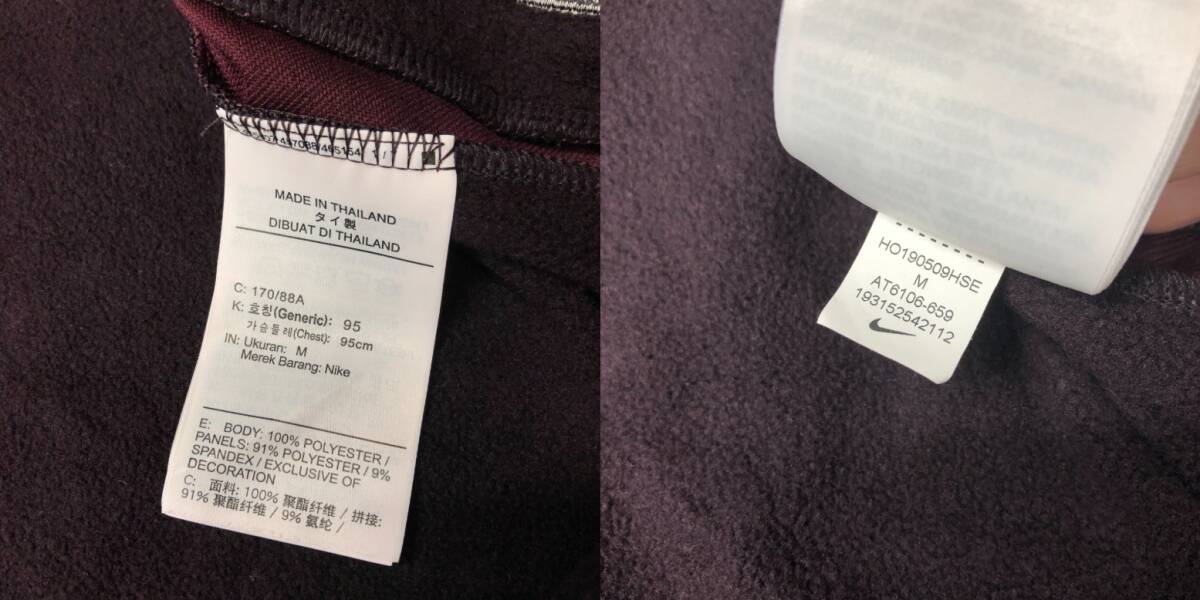 MADE IN THAILAND
タイ製
DIBUAT DI THAILAND
C: 170/88A
K: 호칭(Generic): 95
가슴둘레(Chest): 95cm
IN: Ukuran: M
Merek Barang: Nike
E: BODY: 100% POLYESTER /
PANELS: 91% POLYESTER / 9%
SPANDEX / EXCLUSIVE OF
DECORATION
C: 面料: 100% 聚酯纤维 / 拼接:
91% 聚酯纤维 / 9% 氨纶 /
HO190509HSE
M
AT6106-659
193152542112